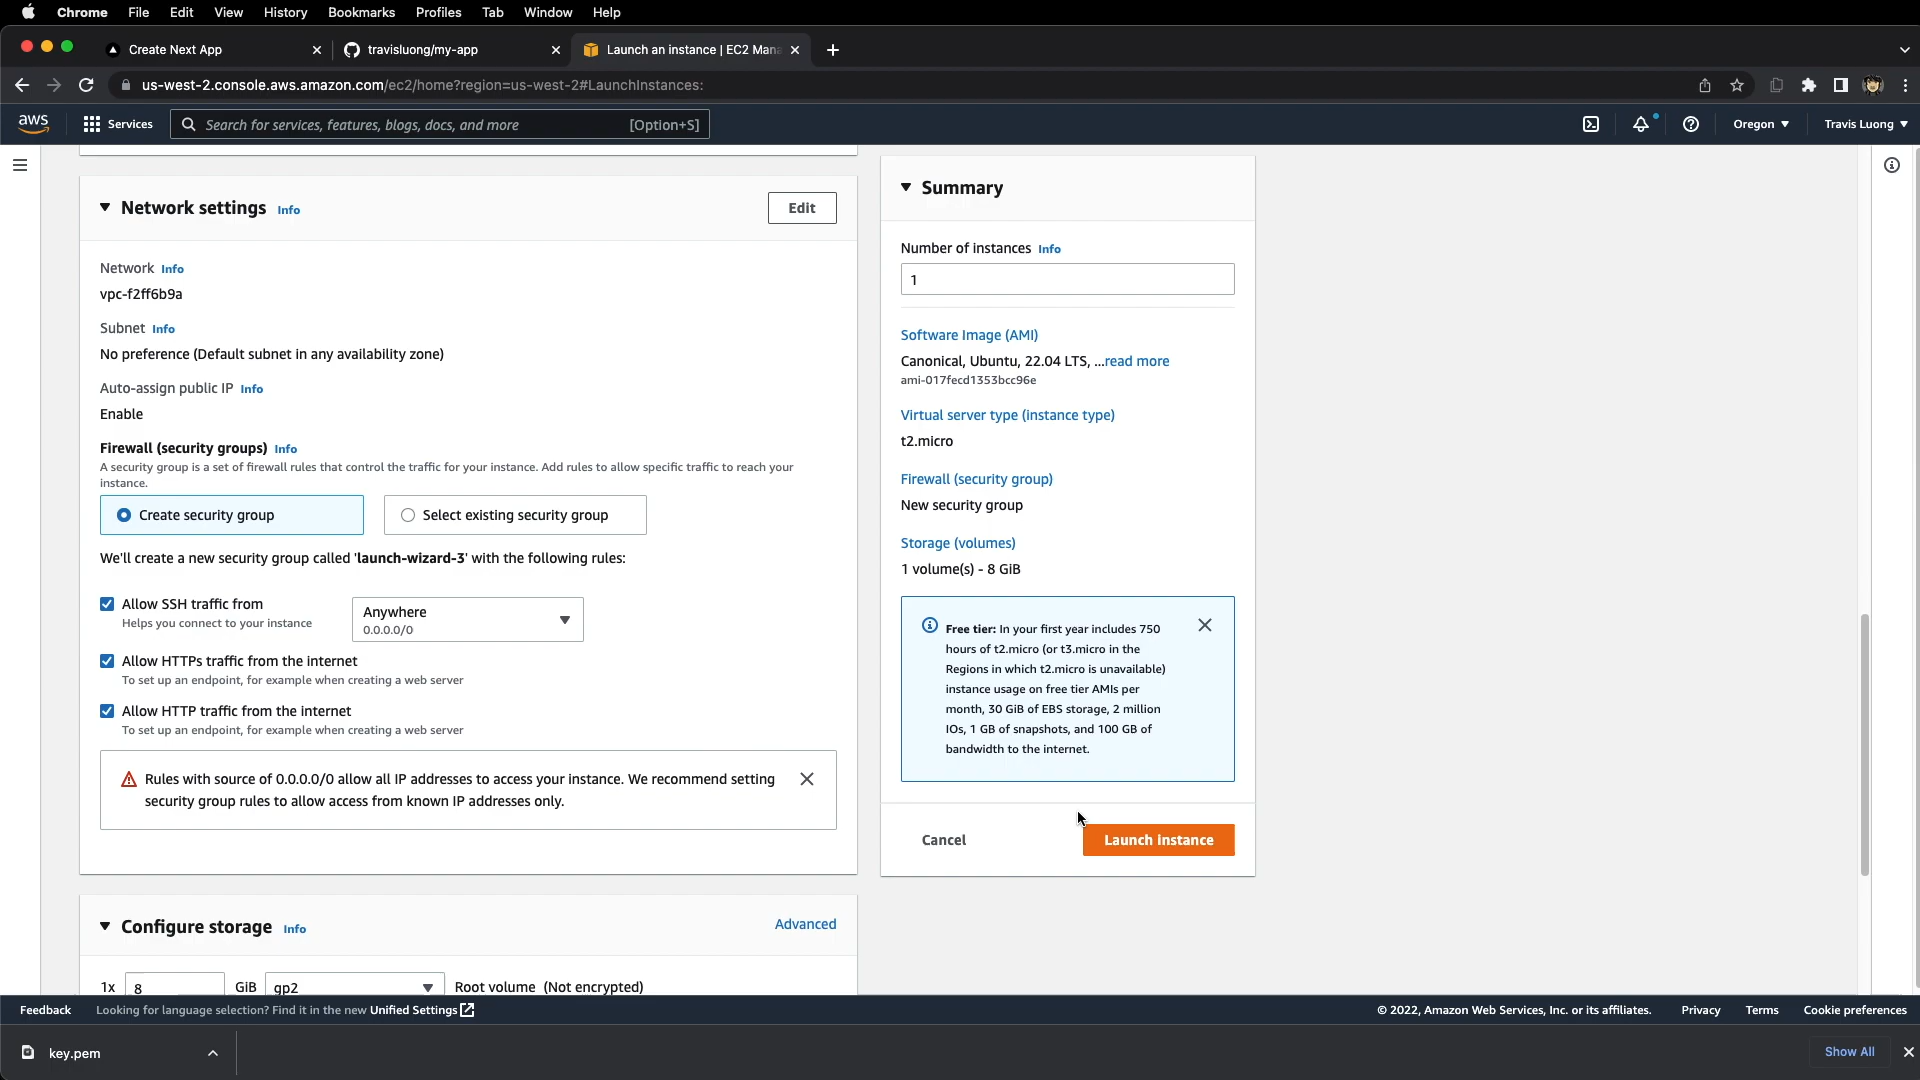 Chrome File Edit View History Bookmarks Profiles Tab Window Help
Create Next App travisluong/my-app Launch an instance | EC2 Mana
us-west-2.console.aws.amazon.com/ec2/home?region=us-west-2#LaunchInstances:
aws Services Search for services, features, blogs, docs, and more [Option+S] Oregon Travis Luong
Network settings Info Edit
Network Info
vpc-f2ff6b9a
Subnet Info
No preference (Default subnet in any availability zone)
Auto-assign public IP Info
Enable
Firewall (security groups) Info
A security group is a set of firewall rules that control the traffic for your instance. Add rules to allow specific traffic to reach your
instance.
Create security group Select existing security group
We'll create a new security group called 'launch-wizard-3' with the following rules:
Allow SSH traffic from
Helps you connect to your instance
Anywhere
0.0.0.0/0
Allow HTTPs traffic from the internet
To set up an endpoint, for example when creating a web server
Allow HTTP traffic from the internet
To set up an endpoint, for example when creating a web server
Rules with source of 0.0.0.0/0 allow all IP addresses to access your instance. We recommend setting
security group rules to allow access from known IP addresses only.
Configure storage Info Advanced
1x 8 GiB gp2 Root volume (Not encrypted)
Summary
Number of instances Info
1
Software Image (AMI)
Canonical, Ubuntu, 22.04 LTS, ...read more
ami-017fecd1353bcc96e
Virtual server type (instance type)
t2.micro
Firewall (security group)
New security group
Storage (volumes)
1 volume(s) - 8 GiB
Free tier: In your first year includes 750
hours of t2.micro (or t3.micro in the
Regions in which t2.micro is unavailable)
instance usage on free tier AMIs per
month, 30 GiB of EBS storage, 2 million
IOs, 1 GB of snapshots, and 100 GB of
bandwidth to the internet.
Cancel Launch instance
Feedback Looking for language selection? Find it in the new Unified Settings © 2022, Amazon Web Services, Inc. or its affiliates. Privacy Terms Cookie preferences
key.pem Show All